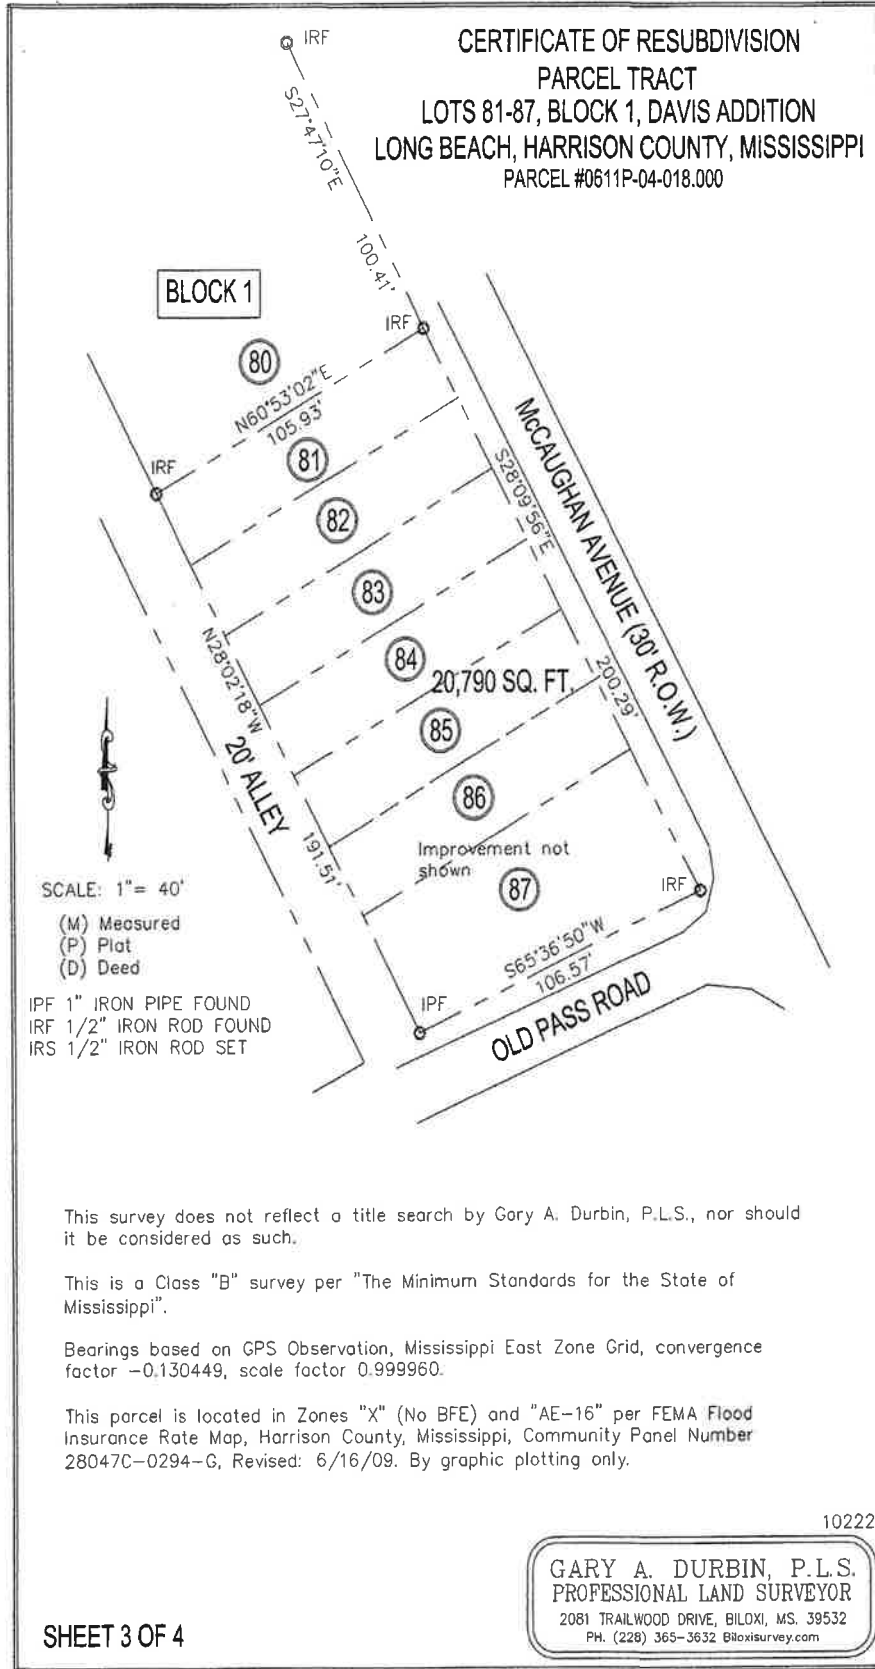 CERTIFICATE OF RESUBDIVISION
PARCEL TRACT
LOTS 81-87, BLOCK 1, DAVIS ADDITION
LONG BEACH, HARRISON COUNTY, MISSISSIPPI
PARCEL #0611P-04-018.000
IRF
S27°47'10"E
100.41'
BLOCK 1
IRF
80
N60°53'02"E
105.93'
IRF
81
82
83
84
20,790 SQ. FT.
85
86
Improvement not
shown
87
S28°09'56"E
200.29'
McCAUGHAN AVENUE (30' R.O.W.)
N28°02'18"W
191.51'
20' ALLEY
IRF
S65°36'50"W
106.57'
IPF
OLD PASS ROAD
SCALE: 1"= 40'
(M) Measured
(P) Plat
(D) Deed
IPF 1" IRON PIPE FOUND
IRF 1/2" IRON ROD FOUND
IRS 1/2" IRON ROD SET
This survey does not reflect a title search by Gary A. Durbin, P.L.S., nor should
it be considered as such.
This is a Class "B" survey per "The Minimum Standards for the State of
Mississippi".
Bearings based on GPS Observation, Mississippi East Zone Grid, convergence
factor -0.130449, scale factor 0.999960.
This parcel is located in Zones "X" (No BFE) and "AE-16" per FEMA Flood
Insurance Rate Map, Harrison County, Mississippi, Community Panel Number
28047C-0294-G, Revised: 6/16/09. By graphic plotting only.
10222
GARY A. DURBIN, P.L.S.
PROFESSIONAL LAND SURVEYOR
2081 TRAILWOOD DRIVE, BILOXI, MS. 39532
PH. (228) 365-3632 Biloxisurvey.com
SHEET 3 OF 4